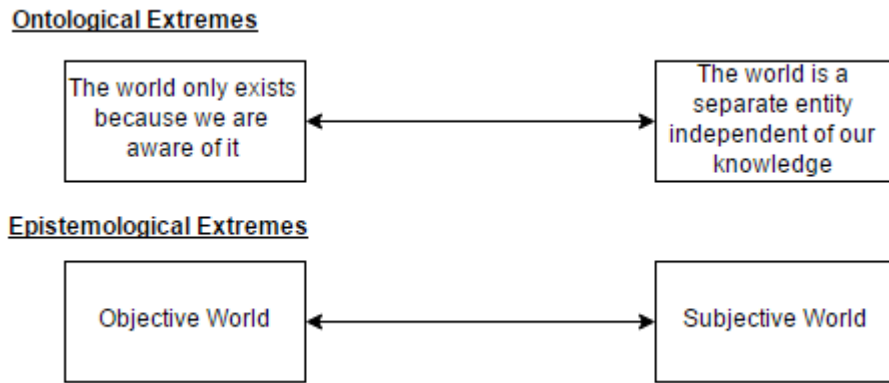 Ontological Extremes
The world only exists
because we are
aware of it
The world is a
separate entity
independent of our
knowledge
Epistemological Extremes
Objective World
Subjective World